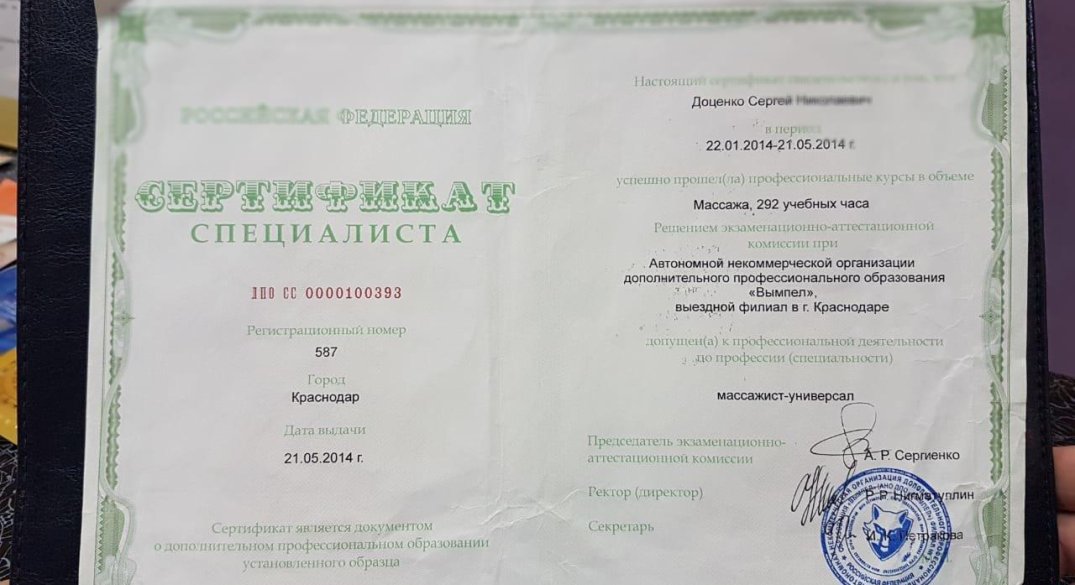 РОССИЙСКАЯ ФЕДЕРАЦИЯ
СЕРТИФИКАТ
СПЕЦИАЛИСТА
ЛПО СС 0000100393
Регистрационный номер
587
Город
Краснодар
Дата выдачи
21.05.2014 г.
Сертификат является документом
о дополнительном профессиональном образовании
установленного образца
Настоящий
Доценко Сергей
в период
22.01.2014-21.05.2014 г.
успешно прошел(ла) профессиональные курсы в объеме
Массажа, 292 учебных часа
Решением экзаменационно-аттестационной
комиссии при
Автономной некоммерческой организации
дополнительного профессионального образования
«Вымпел»,
выездной филиал в г. Краснодаре
допущен(а) к профессиональной деятельности
по профессии (специальности)
массажист-универсал
Председатель экзаменационно-
аттестационной комиссии
А. Р. Сергиенко
Ректор (директор)
Р. Р. Нигматуллин
Секретарь
Петракова